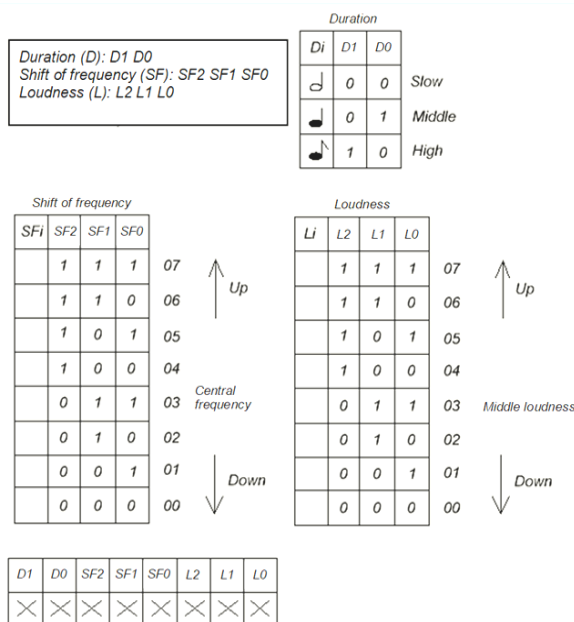 Duration (D): D1 D0
Shift of frequency (SF): SF2 SF1 SF0
Loudness (L): L2 L1 L0
Duration
Di D1 D0
0 0 Slow
0 1 Middle
1 0 High
Shift of frequency
SFi SF2 SF1 SF0
1 1 1 07
1 1 0 06
Up
1 0 1 05
1 0 0 04
0 1 1 03
Central
frequency
0 1 0 02
0 0 1 01
Down
0 0 0 00
Loudness
Li L2 L1 L0
1 1 1 07
1 1 0 06
Up
1 0 1 05
1 0 0 04
0 1 1 03 Middle loudness
0 1 0 02
0 0 1 01
Down
0 0 0 00
D1 D0 SF2 SF1 SF0 L2 L1 L0